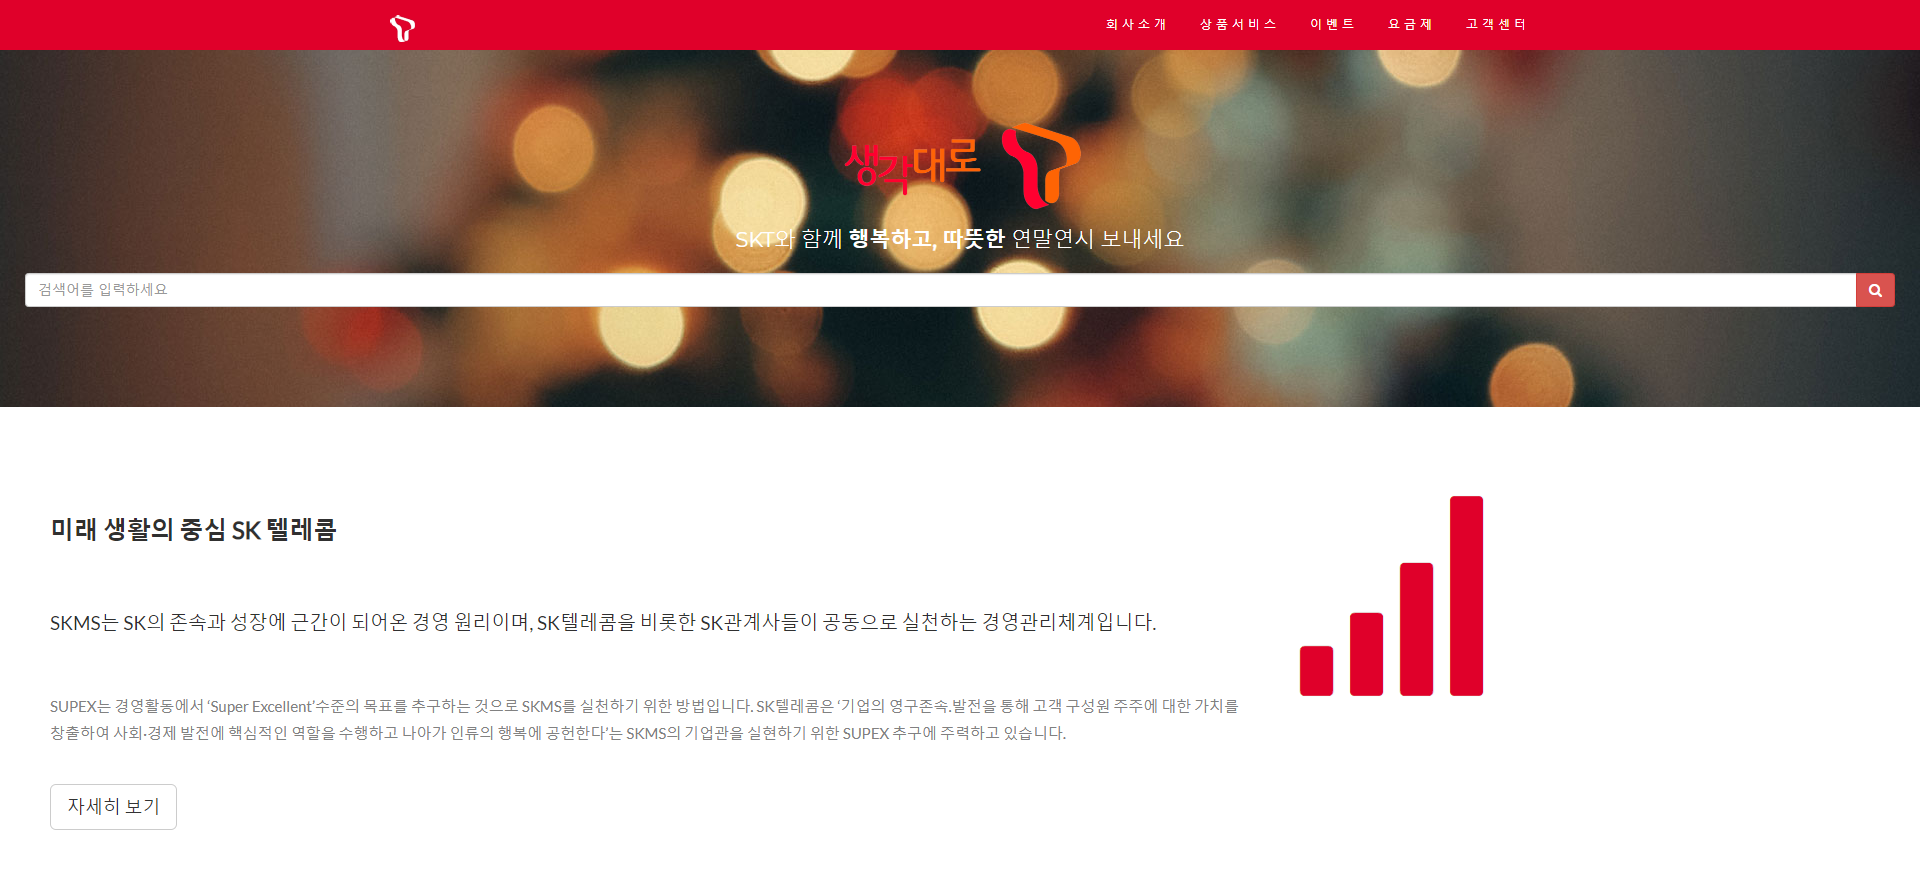 회사소개 상품서비스 이벤트 요금제 고객센터
생각대로 T
SKT와 함께 행복하고, 따뜻한 연말연시 보내세요
검색어를 입력하세요
미래 생활의 중심 SK 텔레콤
SKMS는 SK의 존속과 성장에 근간이 되어온 경영 원리이며, SK텔레콤을 비롯한 SK관계사들이 공동으로 실천하는 경영관리체계입니다.
SUPEX는 경영활동에서 ‘Super Excellent’수준의 목표를 추구하는 것으로 SKMS를 실천하기 위한 방법입니다. SK텔레콤은 ‘기업의 영구존속.발전을 통해 고객 구성원 주주에 대한 가치를
창출하여 사회·경제 발전에 핵심적인 역할을 수행하고 나아가 인류의 행복에 공헌한다’는 SKMS의 기업관을 실현하기 위한 SUPEX 추구에 주력하고 있습니다.
자세히 보기